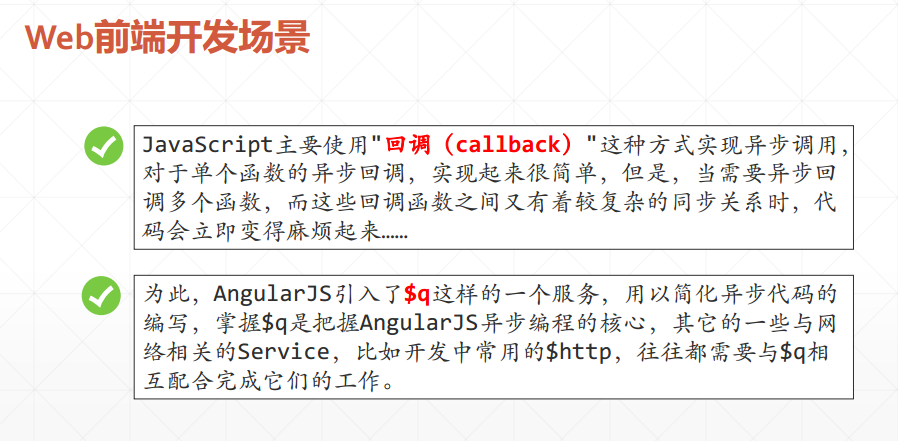 Web前端开发场景
JavaScript主要使用"回调（callback）"这种方式实现异步调用，
对于单个函数的异步回调，实现起来很简单，但是，当需要异步回
调多个函数，而这些回调函数之间又有着较复杂的同步关系时，代
码会立即变得麻烦起来……
为此，AngularJS引入了$q这样的一个服务，用以简化异步代码的
编写，掌握$q是把握AngularJS异步编程的核心，其它的一些与网
络相关的Service，比如开发中常用的$http，往往都需要与$q相
互配合完成它们的工作。